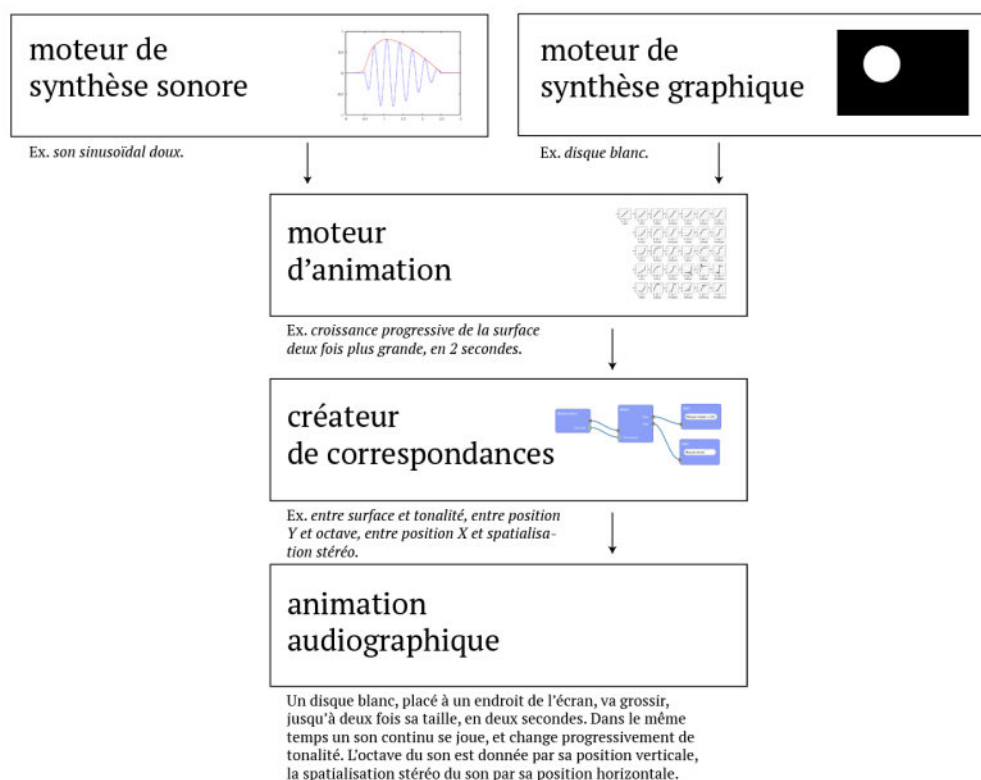 moteur de
synthèse sonore
moteur de
synthèse graphique
Ex. son sinusoïdal doux.
Ex. disque blanc.
moteur
d’animation
Ex. croissance progressive de la surface
deux fois plus grande, en 2 secondes.
créateur
de correspondances
Ex. entre surface et tonalité, entre position
Y et octave, entre position X et spatialisa-
tion stéréo.
animation
audiographique
Un disque blanc, placé à un endroit de l’écran, va grossir,
jusqu’à deux fois sa taille, en deux secondes. Dans le même
temps un son continu se joue, et change progressivement de
tonalité. L’octave du son est donnée par sa position verticale,
la spatialisation stéréo du son par sa position horizontale.